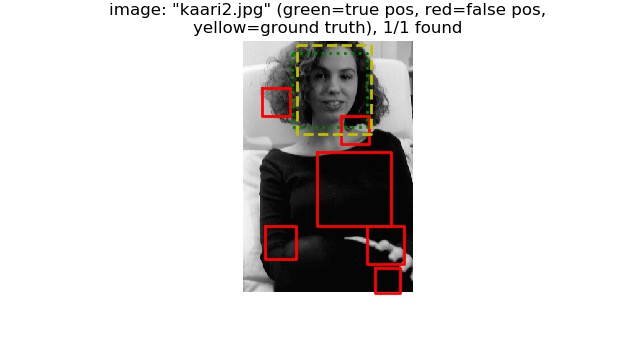 image: "kaari2.jpg" (green=true pos, red=false pos,
yellow=ground truth), 1/1 found